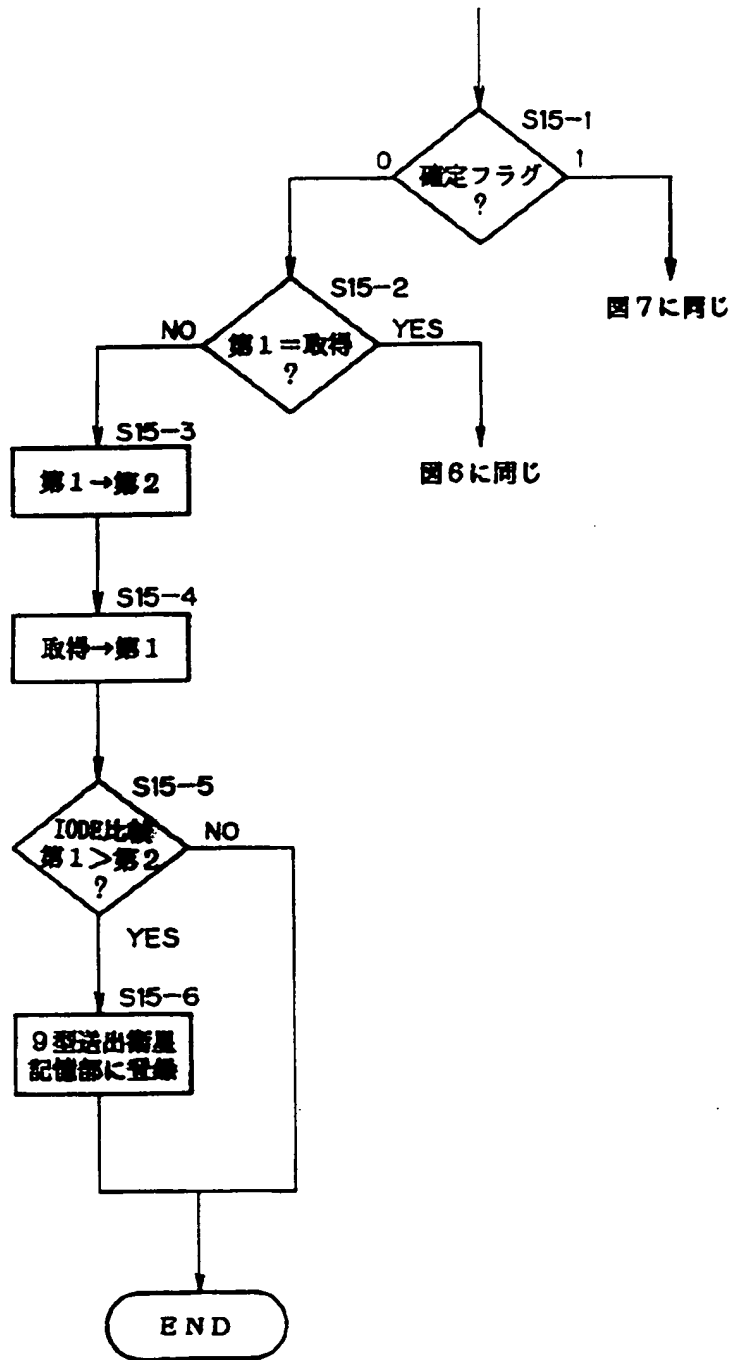 S15-1
0
1
確定フラグ
?
S15-2
図7に同じ
NO
YES
第1=取得
?
S15-3
図6に同じ
第1→第2
S15-4
取得→第1
S15-5
IODE比較
第1>第2
?
NO
YES
S15-6
9型送出衛星
記憶部に登録
END